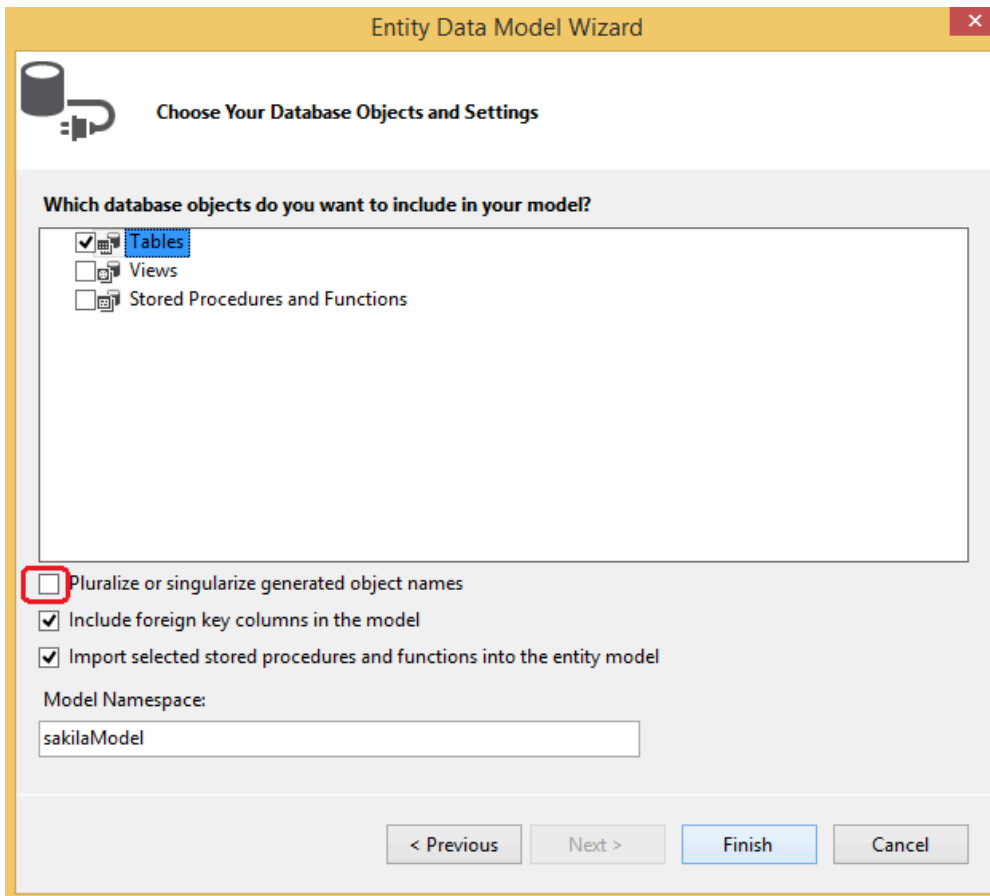 Entity Data Model Wizard
Choose Your Database Objects and Settings
Which database objects do you want to include in your model?
Tables
Views
Stored Procedures and Functions
Pluralize or singularize generated object names
Include foreign key columns in the model
Import selected stored procedures and functions into the entity model
Model Namespace:
sakilaModel
< Previous Next > Finish Cancel